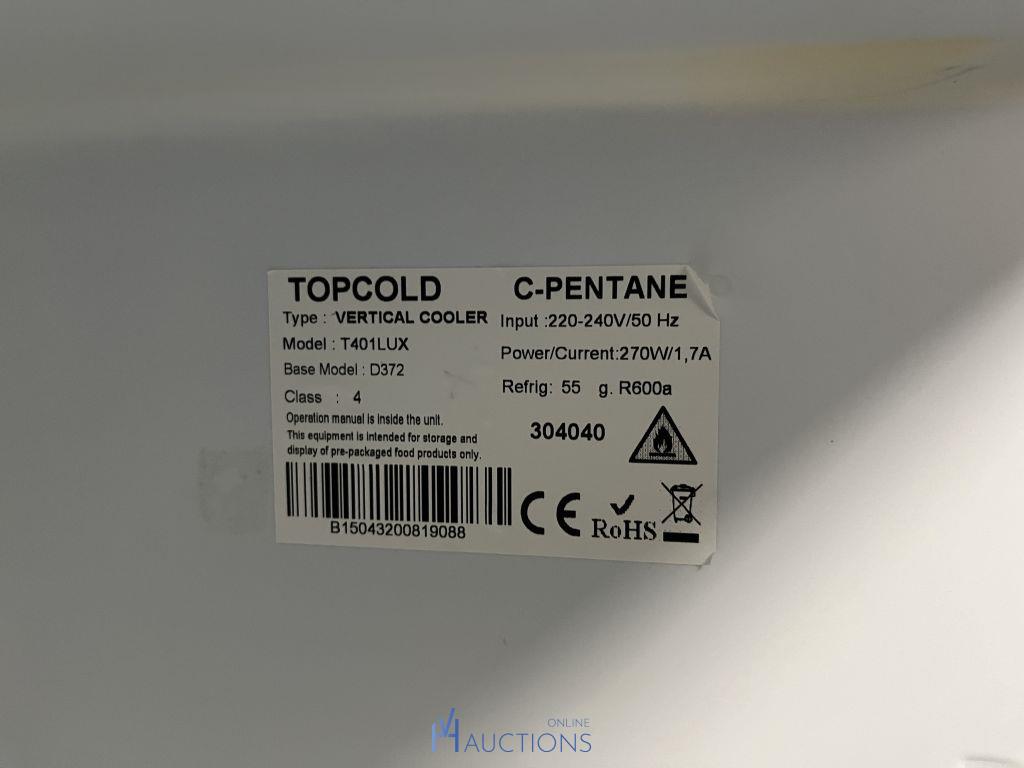 TOPCOLD
Type : VERTICAL COOLER
Model : T401LUX
Base Model : D372
Class : 4
Operation manual is inside the unit.
This equipment is intended for storage and
display of pre-packaged food products only.
B15043200819088
C-PENTANE
Input :220-240V/50 Hz
Power/Current:270W/1,7A
Refrig: 55 g. R600a
304040
CE
RoHS
ONLINE
AUCTIONS